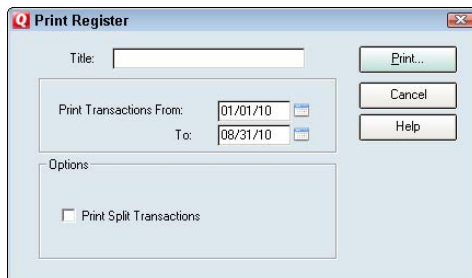 Print Register
Title:
Print...
Cancel
Help
Print Transactions From: 01/01/10
To: 08/31/10
Options
Print Split Transactions